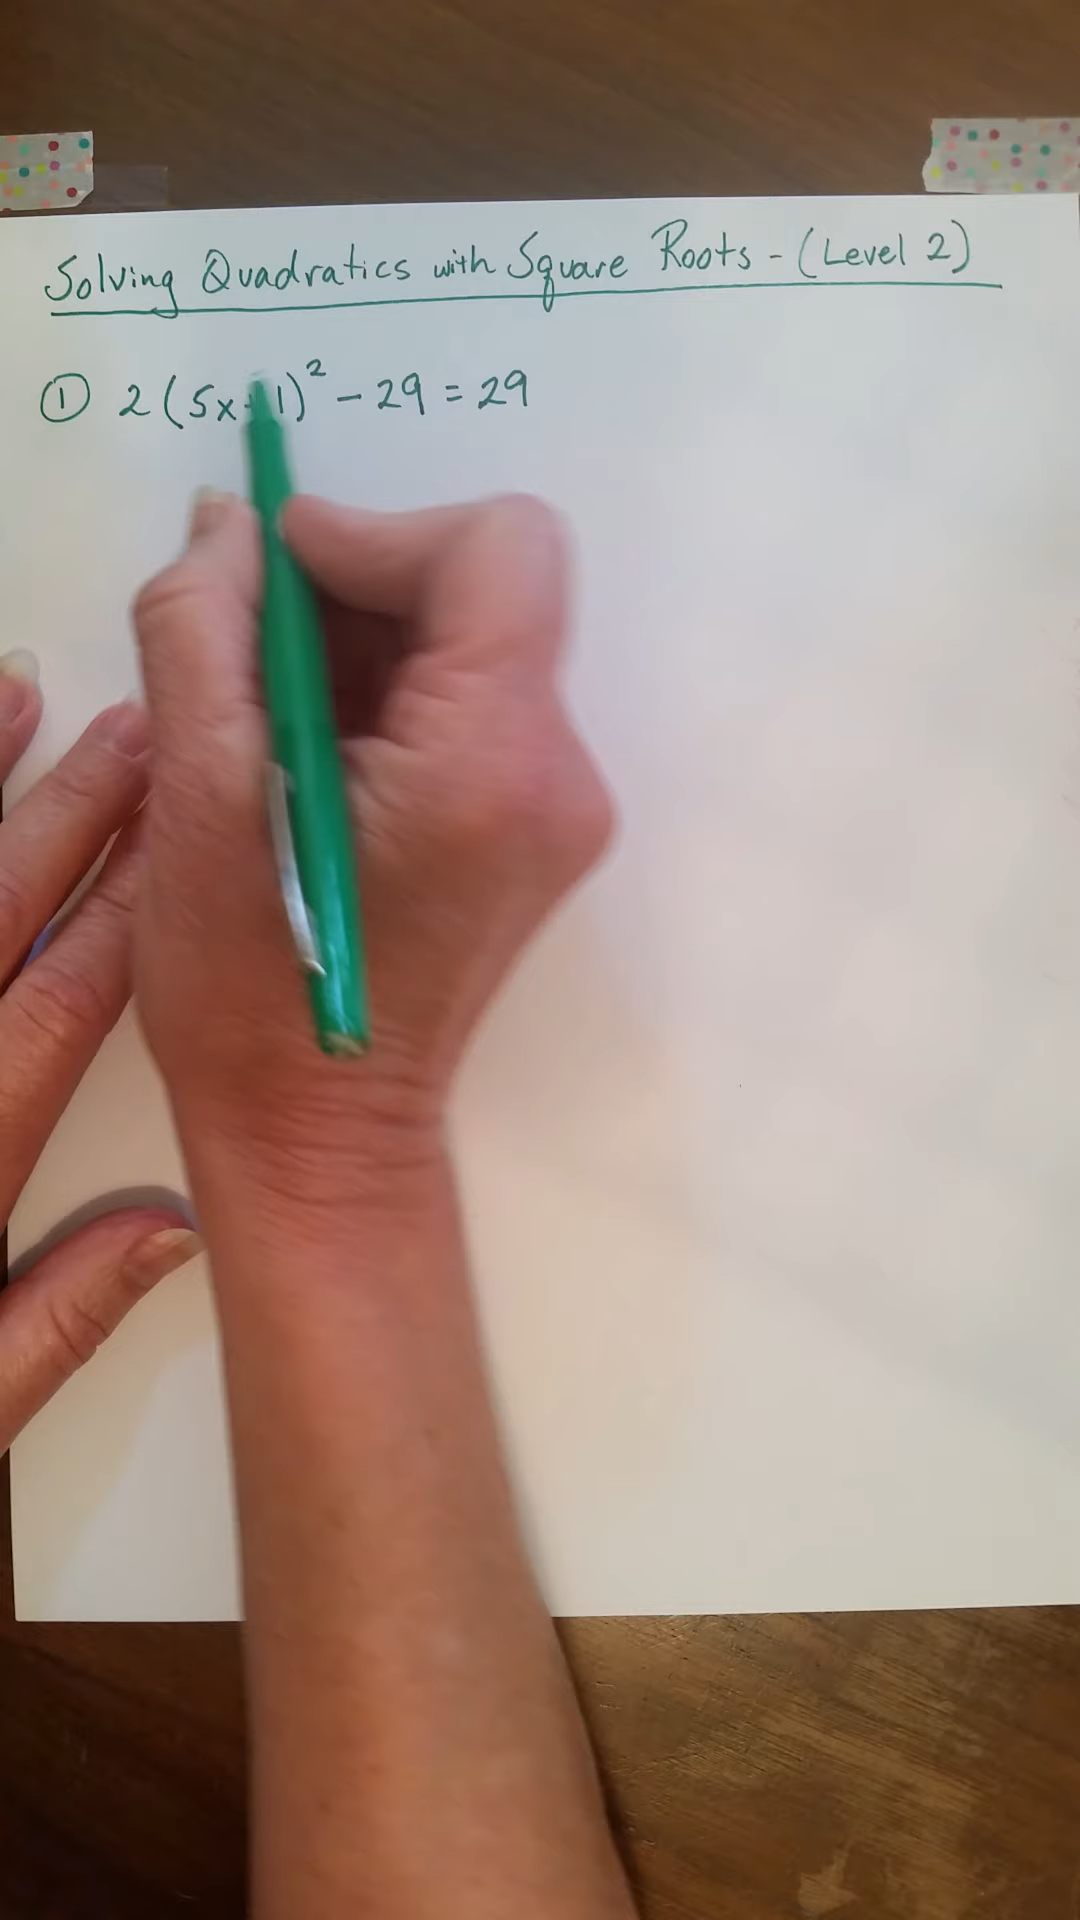 Solving Quadratics with Square Roots - (Level 2)
① 2(5x 1)² - 29 = 29